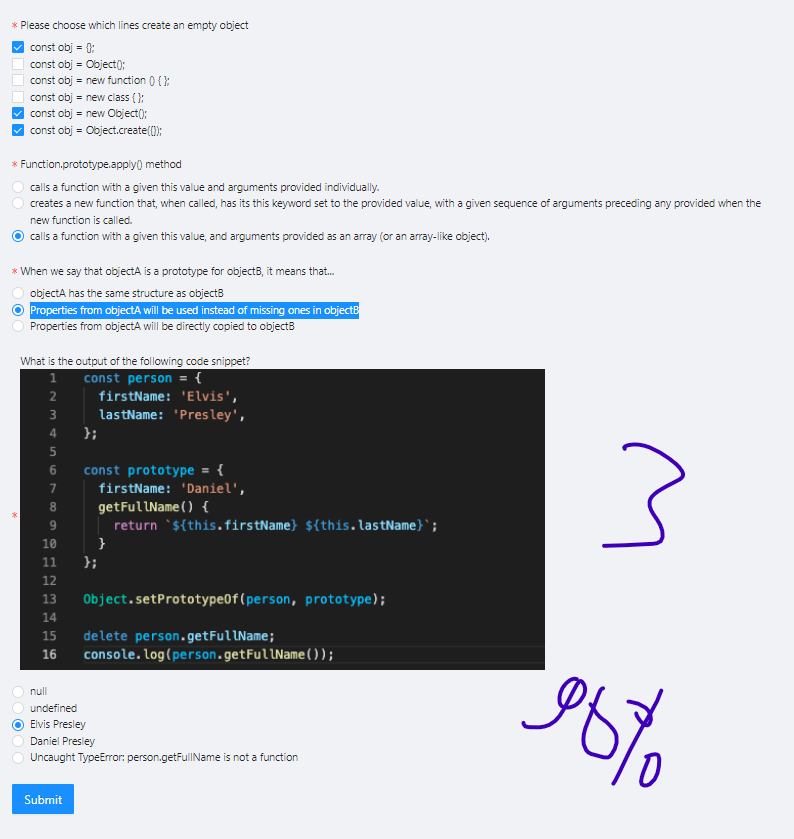 * Please choose which lines create an empty object
const obj = {};
const obj = Object();
const obj = new function () { };
const obj = new class { };
const obj = new Object();
const obj = Object.create({});
* Function.prototype.apply() method
calls a function with a given this value and arguments provided individually.
creates a new function that, when called, has its this keyword set to the provided value, with a given sequence of arguments preceding any provided when the
new function is called.
calls a function with a given this value, and arguments provided as an array (or an array-like object).
* When we say that objectA is a prototype for objectB, it means that...
objectA has the same structure as objectB
Properties from objectA will be used instead of missing ones in objectB
Properties from objectA will be directly copied to objectB
What is the output of the following code snippet?
1 const person = {
2 firstName: 'Elvis',
3 lastName: 'Presley',
4 };
5
6 const prototype = {
7 firstName: 'Daniel',
8 getFullName() {
* 9 return `${this.firstName} ${this.lastName}`;
10 }
11 };
12
13 Object.setPrototypeOf(person, prototype);
14
15 delete person.getFullName;
16 console.log(person.getFullName());
3
null
undefined
Elvis Presley
Daniel Presley
Uncaught TypeError: person.getFullName is not a function
Submit